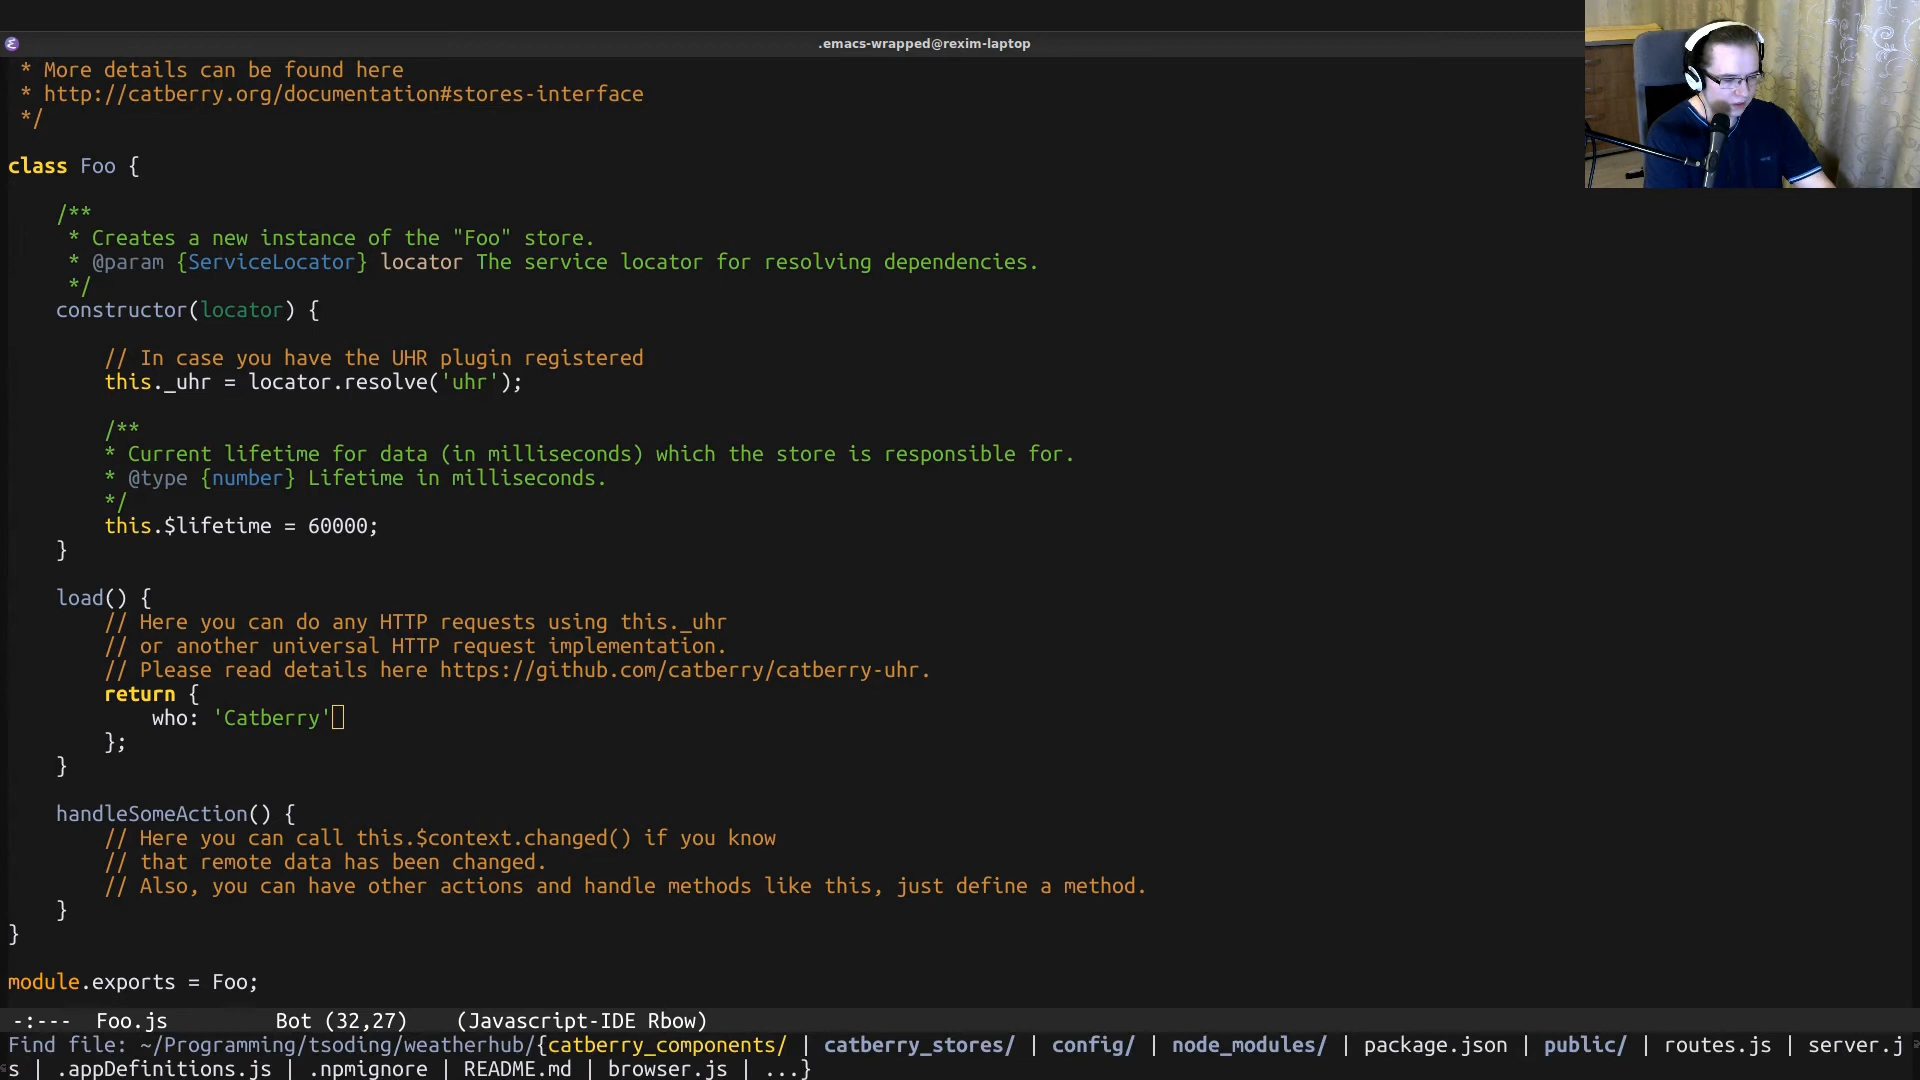 .emacs-wrapped@rexim-laptop
* More details can be found here
* http://catberry.org/documentation#stores-interface
*/
class Foo {
/**
* Creates a new instance of the "Foo" store.
* @param {ServiceLocator} locator The service locator for resolving dependencies.
*/
constructor(locator) {
// In case you have the UHR plugin registered
this._uhr = locator.resolve('uhr');
/**
* Current lifetime for data (in milliseconds) which the store is responsible for.
* @type {number} Lifetime in milliseconds.
*/
this.$lifetime = 60000;
}
load() {
// Here you can do any HTTP requests using this._uhr
// or another universal HTTP request implementation.
// Please read details here https://github.com/catberry/catberry-uhr.
return {
who: 'Catberry'
};
}
handleSomeAction() {
// Here you can call this.$context.changed() if you know
// that remote data has been changed.
// Also, you can have other actions and handle methods like this, just define a method.
}
}
module.exports = Foo;
-:--- Foo.js Bot (32,27) (Javascript-IDE Rbow)
Find file: ~/Programming/tsoding/weatherhub/{catberry_components/ | catberry_stores/ | config/ | node_modules/ | package.json | public/ | routes.js | server.j
s | .appDefinitions.js | .npmignore | README.md | browser.js | ...}